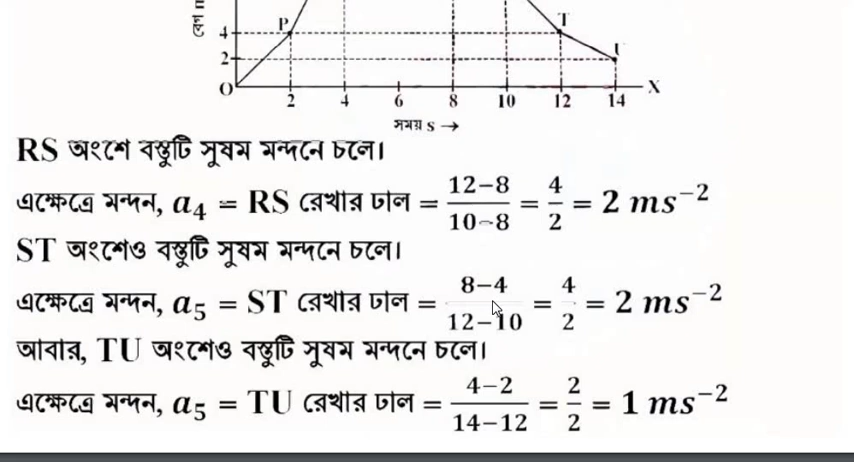 বেগ
P
T
U
4
2
O
2 4 6 8 10 12 14 X
সময় s →
RS অংশে বস্তুটি সুষম মন্দনে চলে।
এক্ষেত্রে মন্দন, a₄ = RS রেখার ঢাল = 12−8/10−8 = 4/2 = 2 ms⁻²
ST অংশেও বস্তুটি সুষম মন্দনে চলে।
এক্ষেত্রে মন্দন, a₅ = ST রেখার ঢাল = 8−4/12−10 = 4/2 = 2 ms⁻²
আবার, TU অংশেও বস্তুটি সুষম মন্দনে চলে।
এক্ষেত্রে মন্দন, a₅ = TU রেখার ঢাল = 4−2/14−12 = 2/2 = 1 ms⁻²